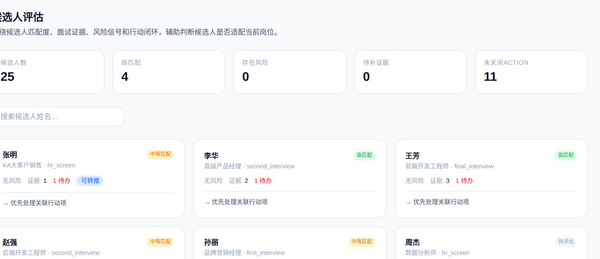 候选人评估
绕候选人匹配度、面试证据、风险信号和行动闭环，辅助判断候选人是否适配当前岗位。
候选人数
25
高匹配
4
存在风险
0
待补证据
0
未关闭ACTION
11
搜索候选人姓名...
张明
中等匹配
KA大客户销售 · hr_screen
无风险 证据: 1 1 待办 可转推
→ 优先处理关联行动项
李华
高匹配
高级产品经理 · second_interview
无风险 证据: 2 1 待办
→ 优先处理关联行动项
王芳
高匹配
前端开发工程师 · final_interview
无风险 证据: 3 1 待办
→ 优先处理关联行动项
赵强
中等匹配
后端开发工程师 · second_interview
孙丽
中等匹配
品牌营销经理 · first_interview
周杰
待评估
数据分析师 · hr_screen